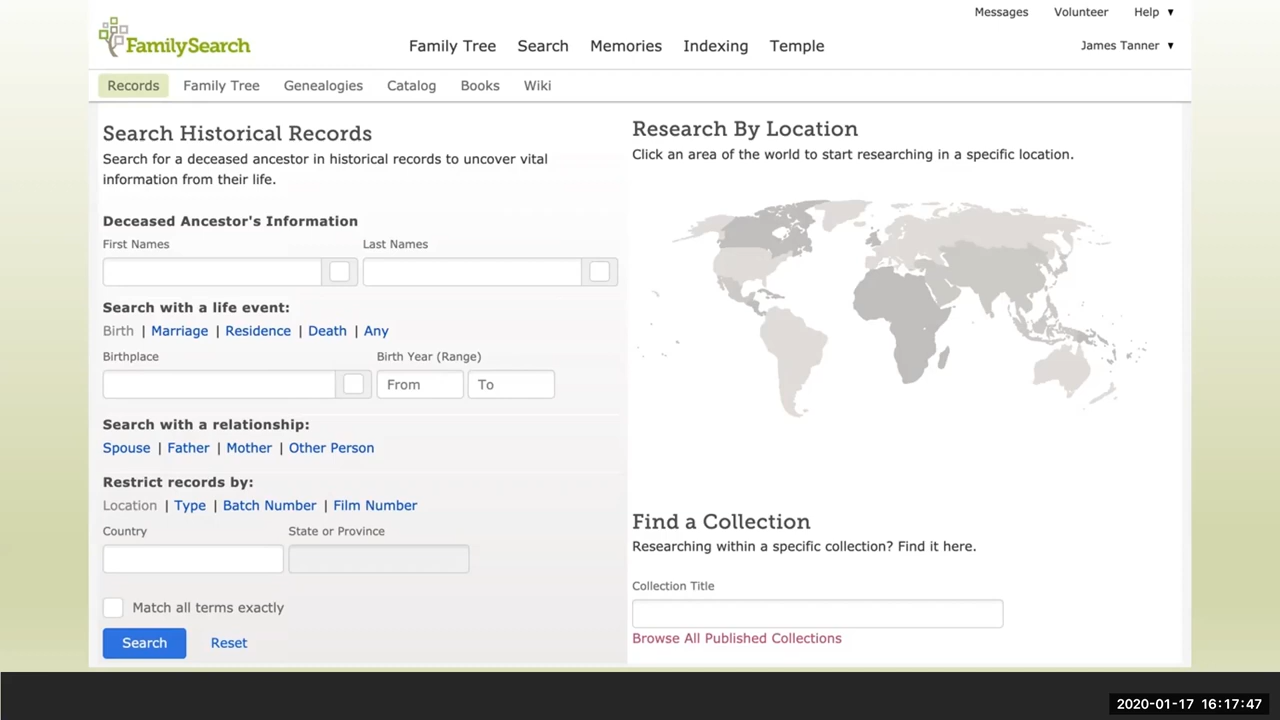 Messages Volunteer Help ▼
FamilySearch
Family Tree Search Memories Indexing Temple
James Tanner ▼
Records Family Tree Genealogies Catalog Books Wiki
Search Historical Records
Search for a deceased ancestor in historical records to uncover vital
information from their life.
Deceased Ancestor's Information
First Names Last Names
Search with a life event:
Birth | Marriage | Residence | Death | Any
Birthplace Birth Year (Range)
From To
Search with a relationship:
Spouse | Father | Mother | Other Person
Restrict records by:
Location | Type | Batch Number | Film Number
Country State or Province
Match all terms exactly
Search Reset
Research By Location
Click an area of the world to start researching in a specific location.
Find a Collection
Researching within a specific collection? Find it here.
Collection Title
Browse All Published Collections
2020-01-17 16:17:47